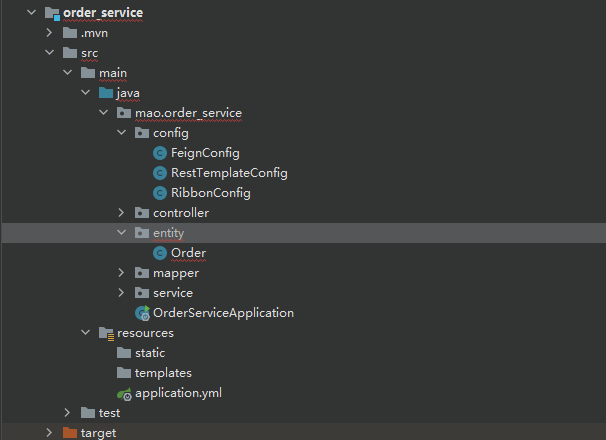 order_service
.mvn
src
main
java
mao.order_service
config
FeignConfig
RestTemplateConfig
RibbonConfig
controller
entity
Order
mapper
service
OrderServiceApplication
resources
static
templates
application.yml
test
target